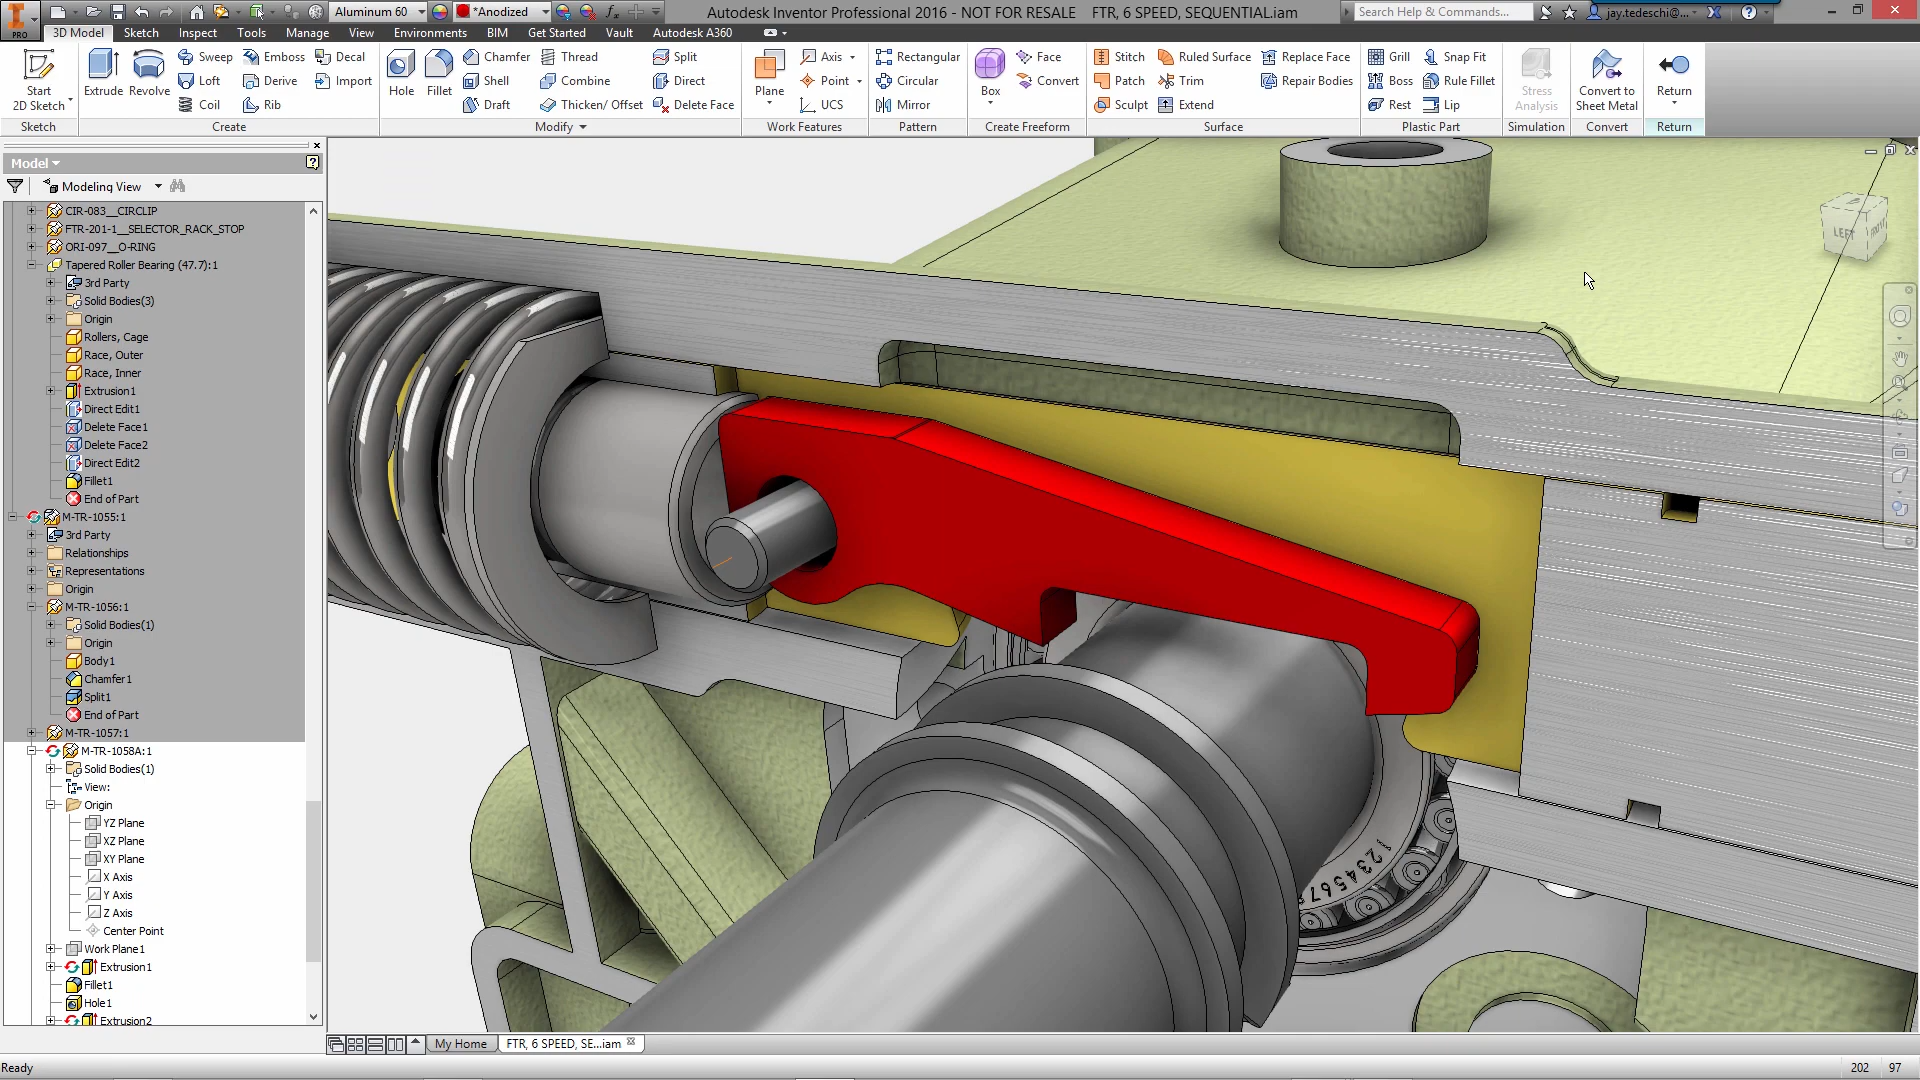 PRO
Aluminum 60
*Anodized
Autodesk Inventor Professional 2016 - NOT FOR RESALE FTR, 6 SPEED, SEQUENTIAL.iam
Search Help & Commands...
jay.tedeschi@...
3D Model Sketch Inspect Tools Manage View Environments BIM Get Started Vault Autodesk A360
Start
2D Sketch
Extrude
Revolve
Sweep
Loft
Coil
Emboss
Derive
Rib
Decal
Import
Hole
Fillet
Chamfer
Shell
Draft
Thread
Combine
Thicken/ Offset
Split
Direct
Delete Face
Plane
Axis
Point
UCS
Rectangular
Circular
Mirror
Box
Face
Convert
Stitch
Patch
Sculpt
Ruled Surface
Trim
Extend
Replace Face
Repair Bodies
Grill
Boss
Rest
Snap Fit
Rule Fillet
Lip
Stress
Analysis
Convert to
Sheet Metal
Return
Sketch
Create
Modify
Work Features
Pattern
Create Freeform
Surface
Plastic Part
Simulation
Convert
Return
Model
Modeling View
CIR-083__CIRCLIP
FTR-201-1__SELECTOR_RACK_STOP
ORI-097__O-RING
Tapered Roller Bearing (47.7):1
3rd Party
Solid Bodies(3)
Origin
Rollers, Cage
Race, Outer
Race, Inner
Extrusion1
Direct Edit1
Delete Face1
Delete Face2
Direct Edit2
Fillet1
End of Part
M-TR-1055:1
3rd Party
Relationships
Representations
Origin
M-TR-1056:1
Solid Bodies(1)
Origin
Body1
Chamfer1
Split1
End of Part
M-TR-1057:1
M-TR-1058A:1
Solid Bodies(1)
View:
Origin
YZ Plane
XZ Plane
XY Plane
X Axis
Y Axis
Z Axis
Center Point
Work Plane1
Extrusion1
Fillet1
Hole1
Extrusion2
LEFT
1234567
My Home
FTR, 6 SPEED, SE...iam
Ready
202 97